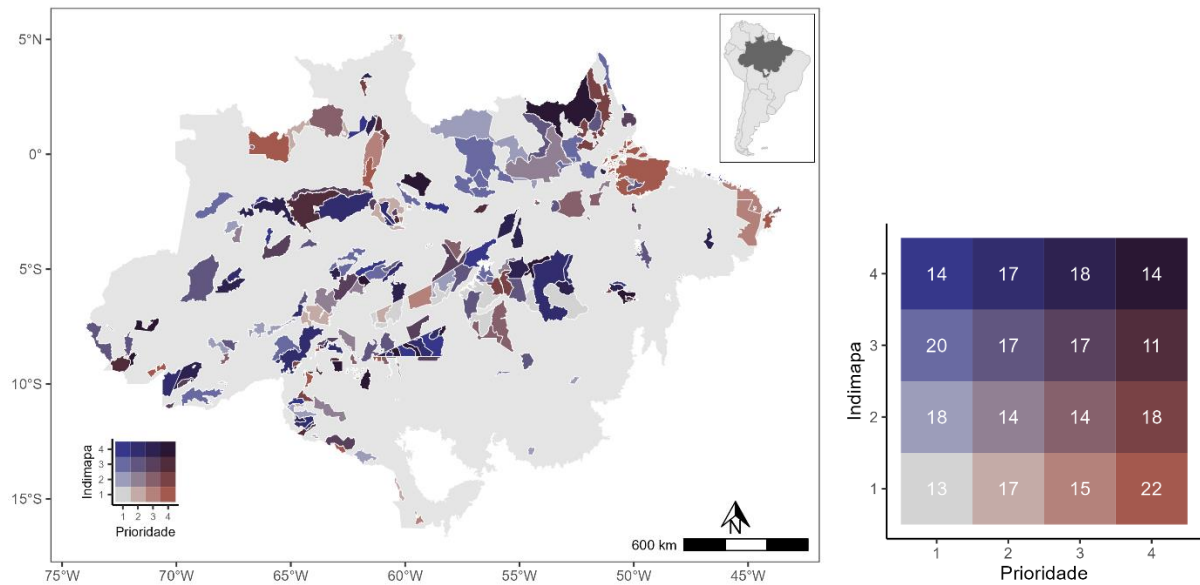 5°N
0°
5°S
10°S
15°S
75°W 70°W 65°W 60°W 55°W 50°W 45°W
Indimapa
4
3
2
1
1 2 3 4
Prioridade
N
600 km
Indimapa
4 14 17 18 14
3 20 17 17 11
2 18 14 14 18
1 13 17 15 22
1 2 3 4
Prioridade